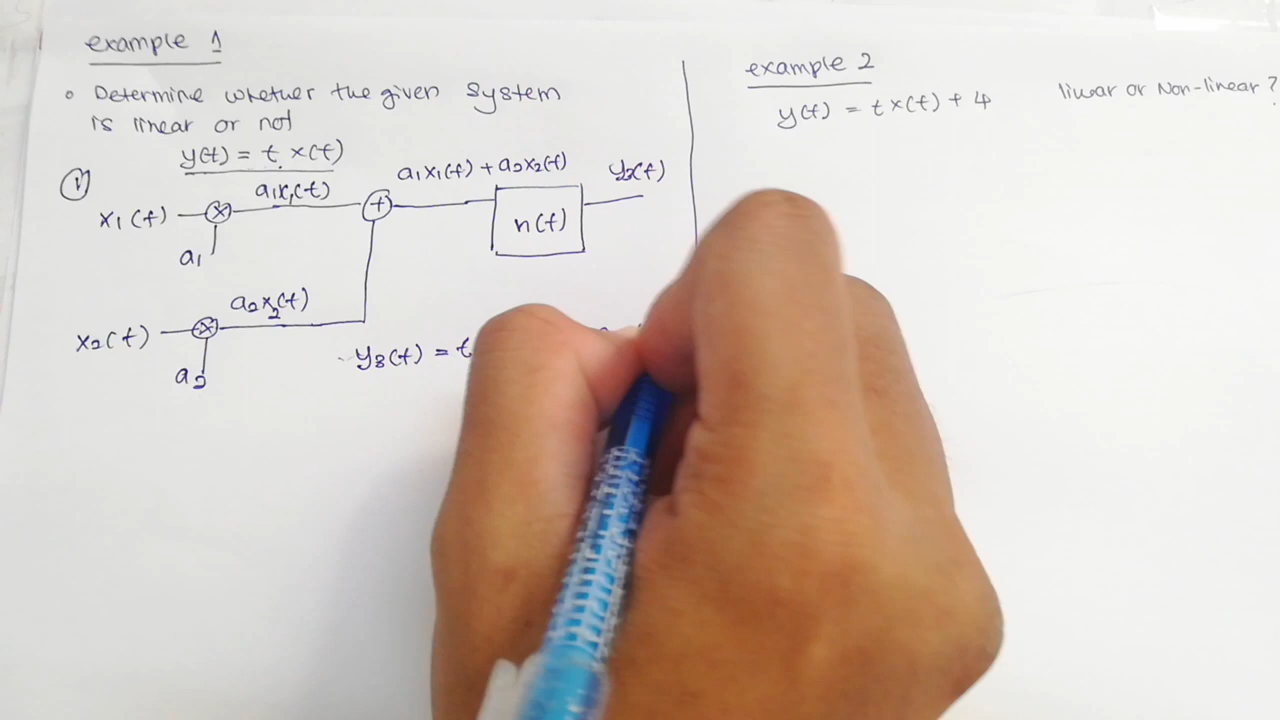 example 1
• Determine whether the given system
is linear or not
y(t) = t. x(t)
① a1x1(t) a1x1(t) + a2x2(t) y3(t)
x1(t) × + h(t)
a1
a2x2(t)
x2(t) ×
y3(t) = t
a2
example 2
y(t) = t x(t) + 4 linear or Non-linear ?